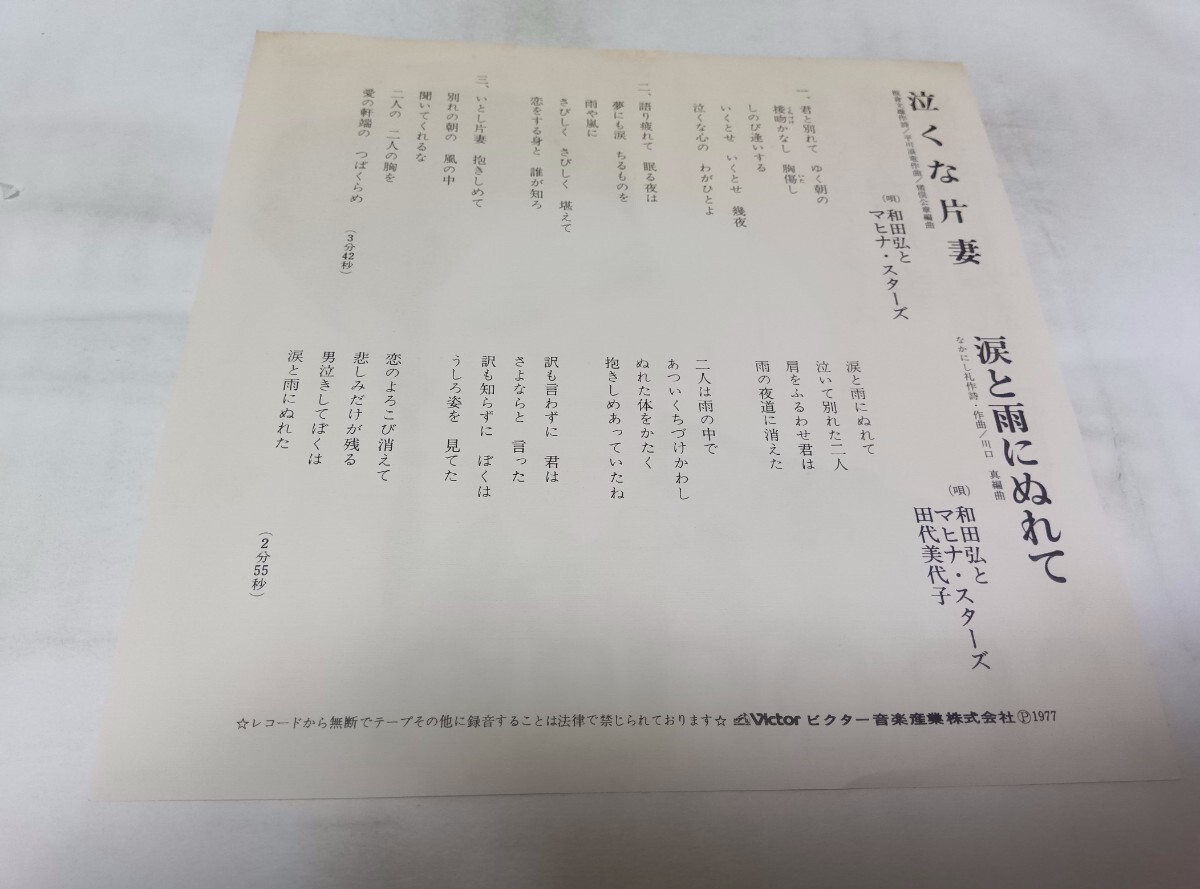 泣くな片妻
(唄)和田弘と
マヒナ・スターズ
一、君と別れて ゆく朝の
接吻かなし 胸傷し
しのび逢いする
いくとせ いくとせ 幾夜
泣くな心の わがひとよ
二、語り疲れて 眠る夜は
夢にも涙 ちるものを
雨や嵐に
さびしく さびしく 堪えて
恋をする身と 誰が知ろ
三、いとし片妻 抱きしめて
別れの朝の 風の中
聞いてくれるな
二人の 二人の胸を
愛の軒端の つばくらめ
(3分42秒)
涙と雨にぬれて
なかにし礼作詩・作曲/川口 真編曲
(唄)和田弘と
マヒナ・スターズ
田代美代子
涙と雨にぬれて
泣いて別れた二人
肩をふるわせ君は
雨の夜道に消えた
二人は雨の中で
あついくちづけかわし
ぬれた体をかたく
抱きしめあっていたね
訳も言わずに 君は
さよならと 言った
訳も知らずに ぼくは
うしろ姿を 見てた
恋のよろこび消えて
悲しみだけが残る
男泣きしてぼくは
涙と雨にぬれた
(2分55秒)
☆レコードから無断でテープその他に録音することは法律で禁じられております☆ Victor ビクター音楽産業株式会社Ⓟ1977